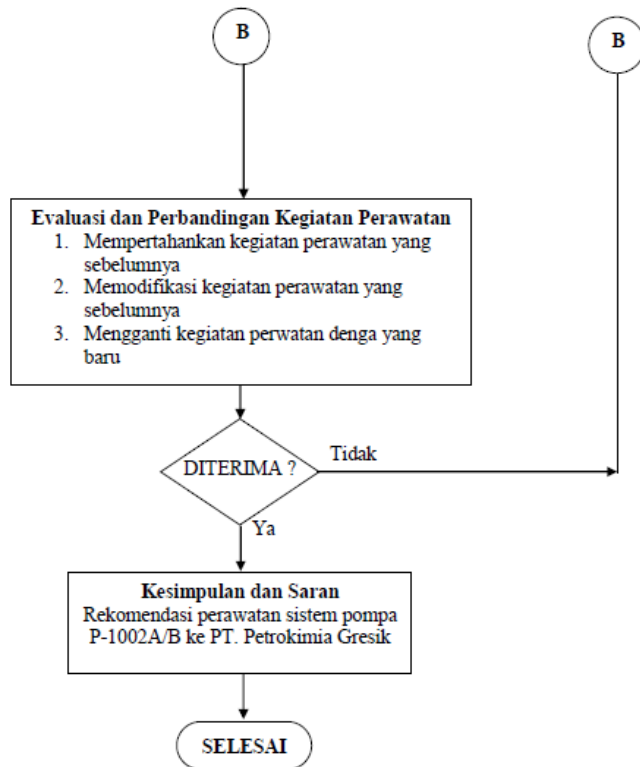 B
B
Evaluasi dan Perbandingan Kegiatan Perawatan
1. Mempertahankan kegiatan perawatan yang
sebelumnya
2. Memodifikasi kegiatan perawatan yang
sebelumnya
3. Mengganti kegiatan perwatan denga yang
baru
DITERIMA ?
Tidak
Ya
Kesimpulan dan Saran
Rekomendasi perawatan sistem pompa
P-1002A/B ke PT. Petrokimia Gresik
SELESAI